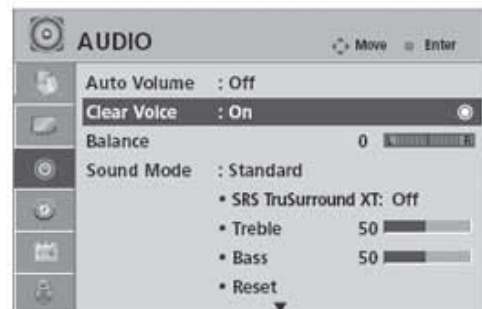 AUDIO
Move Enter
Auto Volume : Off
Clear Voice : On
Balance 0 L R
Sound Mode : Standard
• SRS TruSurround XT: Off
• Treble 50
• Bass 50
• Reset